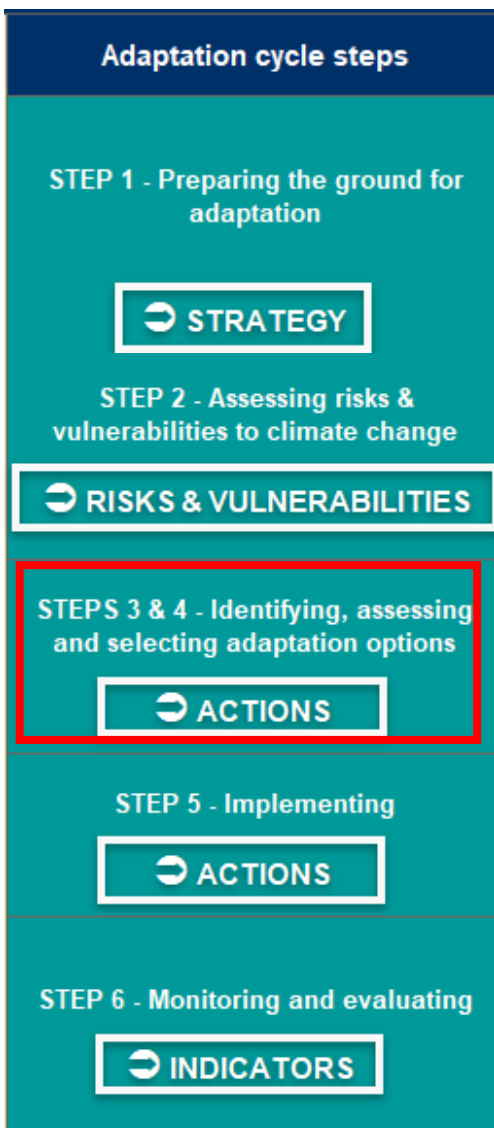 Adaptation cycle steps
STEP 1 - Preparing the ground for
adaptation
➲ STRATEGY
STEP 2 - Assessing risks &
vulnerabilities to climate change
➲ RISKS & VULNERABILITIES
STEPS 3 & 4 - Identifying, assessing
and selecting adaptation options
➲ ACTIONS
STEP 5 - Implementing
➲ ACTIONS
STEP 6 - Monitoring and evaluating
➲ INDICATORS